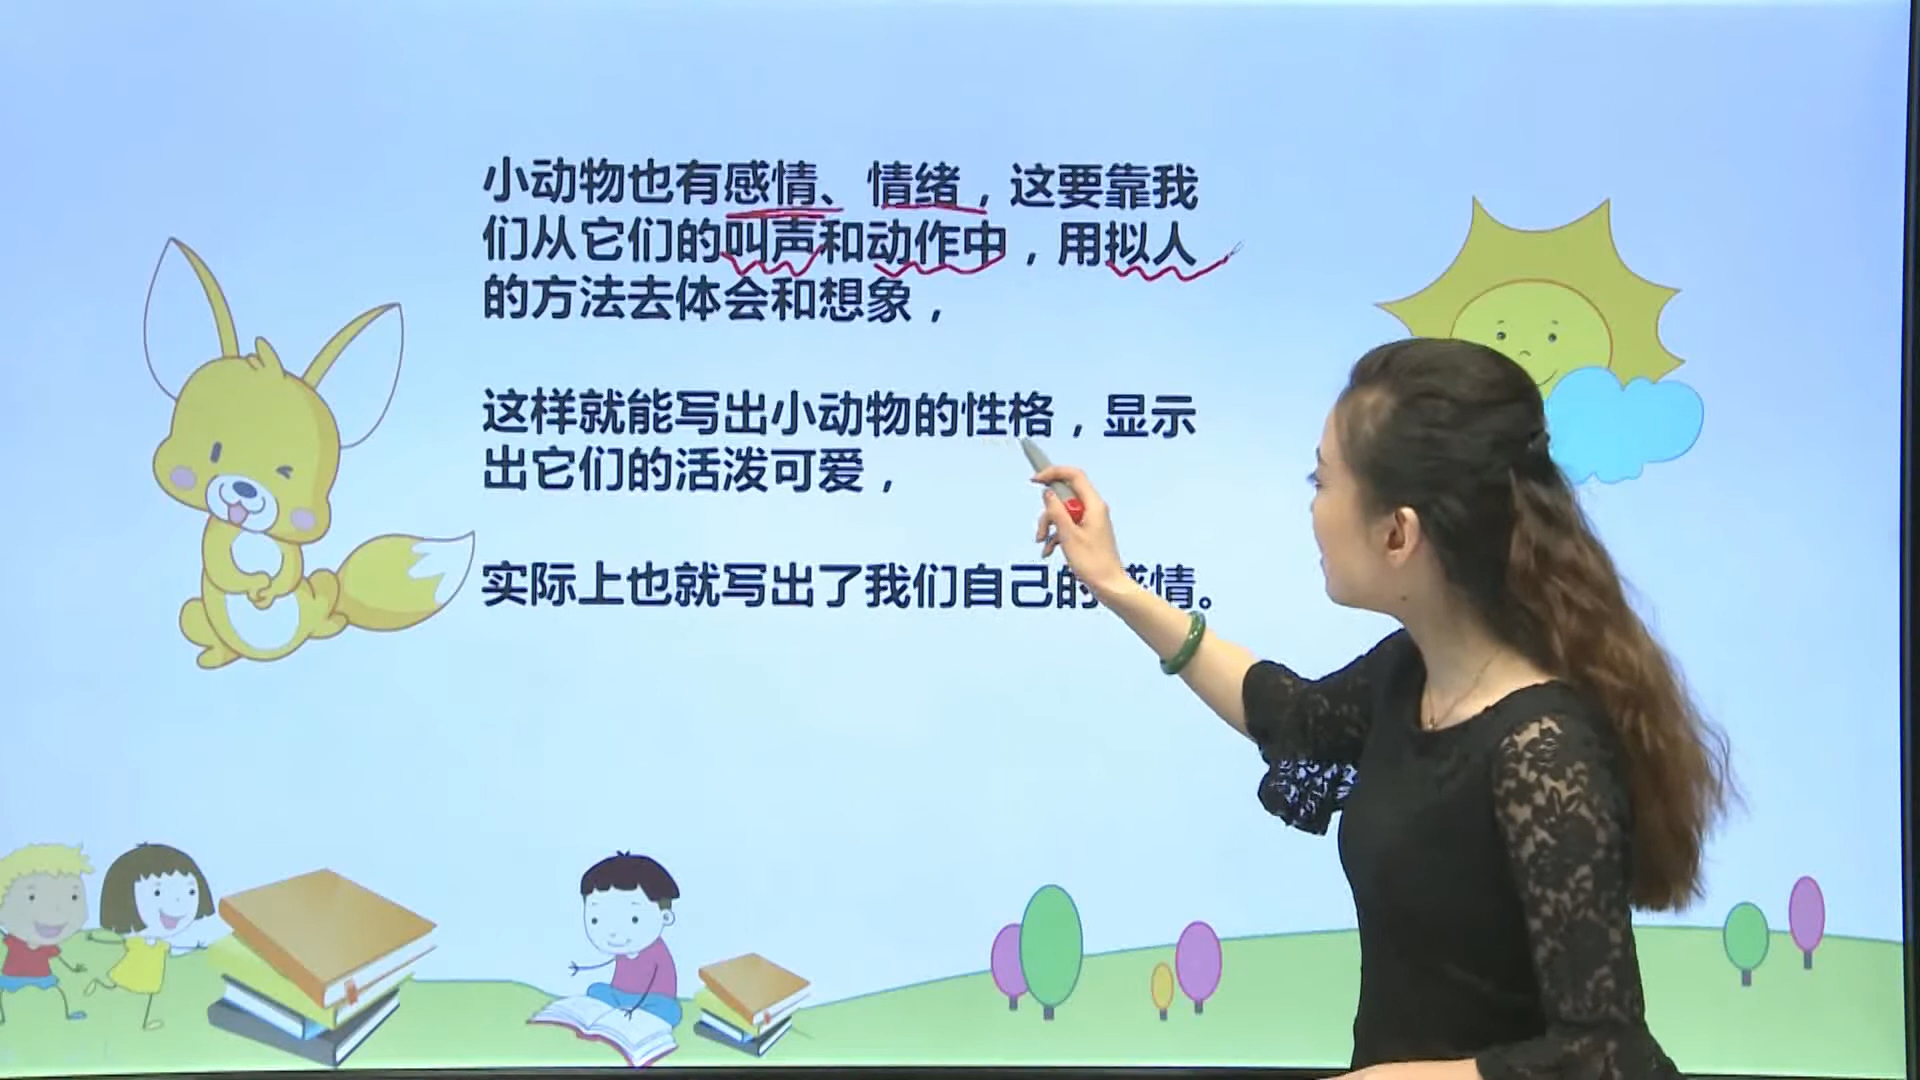 小动物也有感情、情绪，这要靠我
们从它们的叫声和动作中，用拟人
的方法去体会和想象，
这样就能写出小动物的性格，显示
出它们的活泼可爱，
实际上也就写出了我们自己的感情。